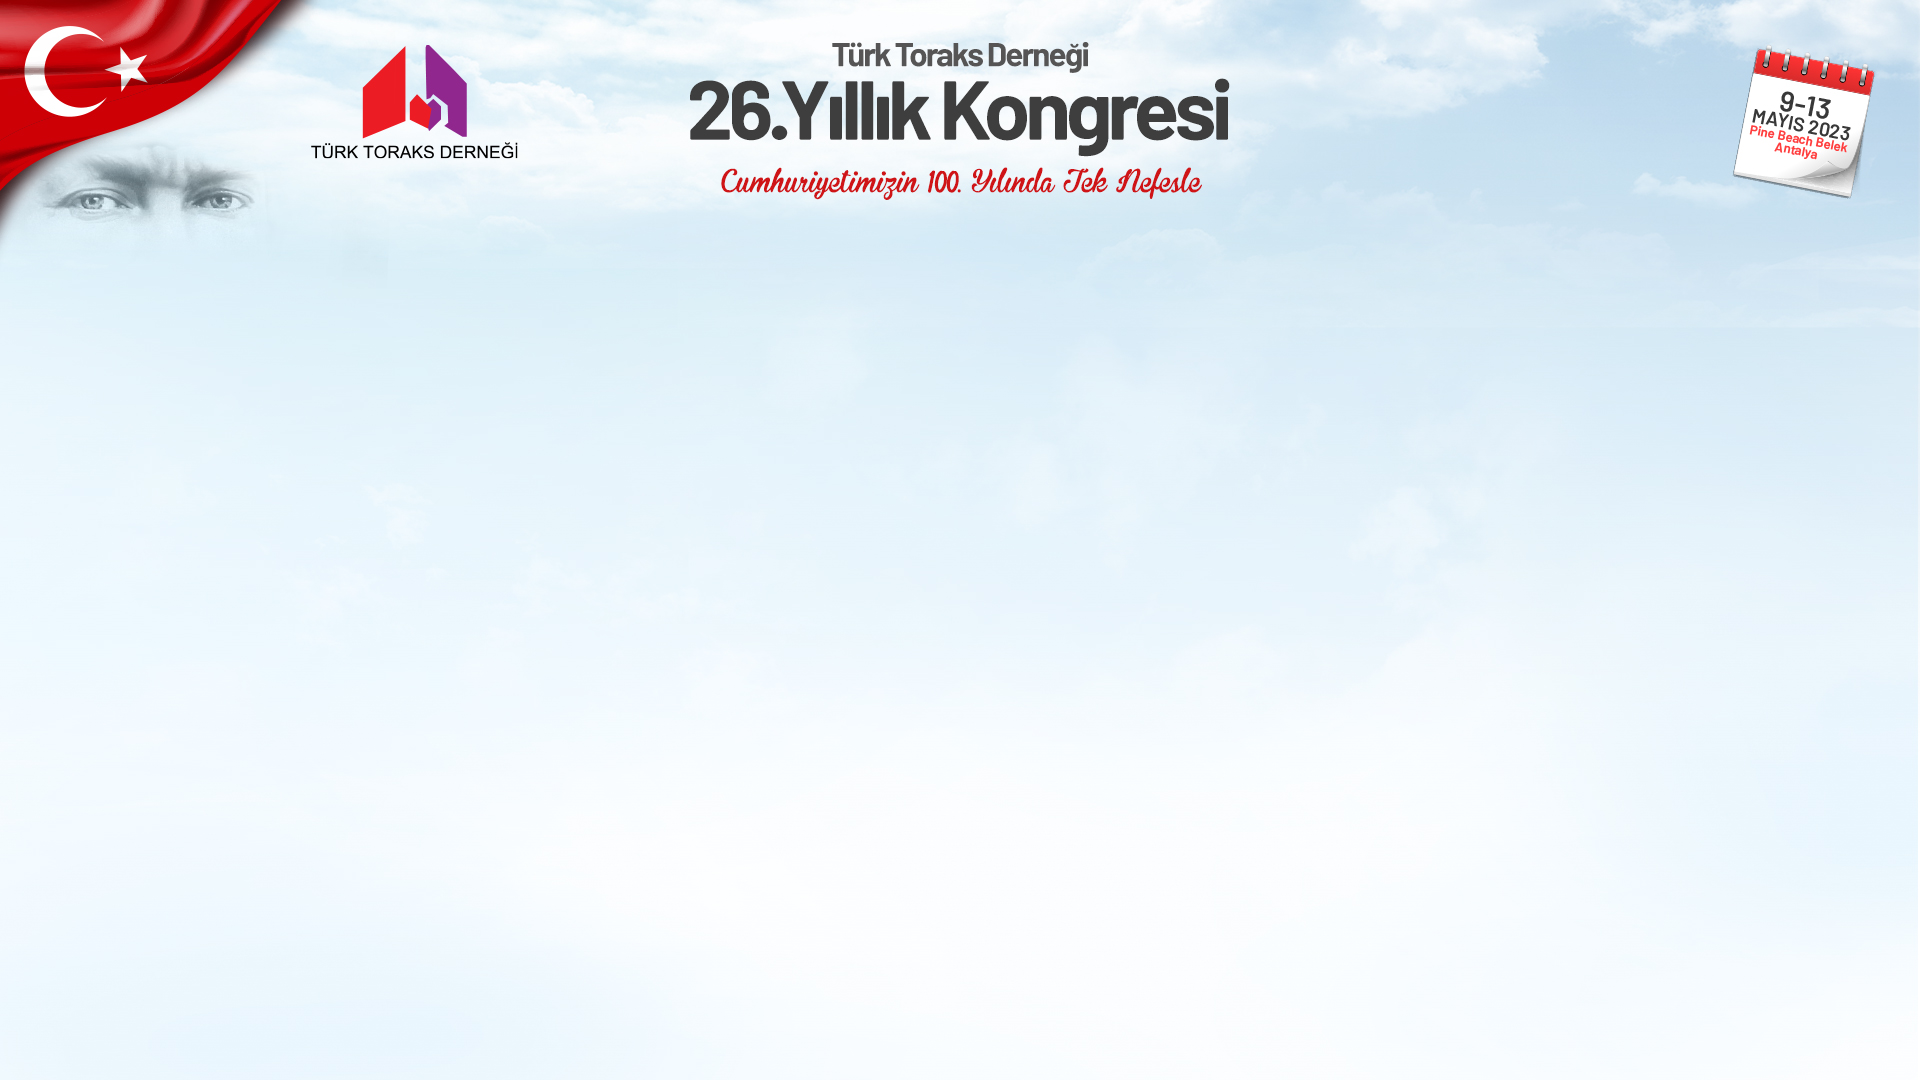 TÜRK TORAKS DERNEĞİ
Türk Toraks Derneği
26.Yıllık Kongresi
Cumhuriyetimizin 100. Yılında Tek Nefesle
9-13
MAYIS 2023
Pine Beach Belek
Antalya